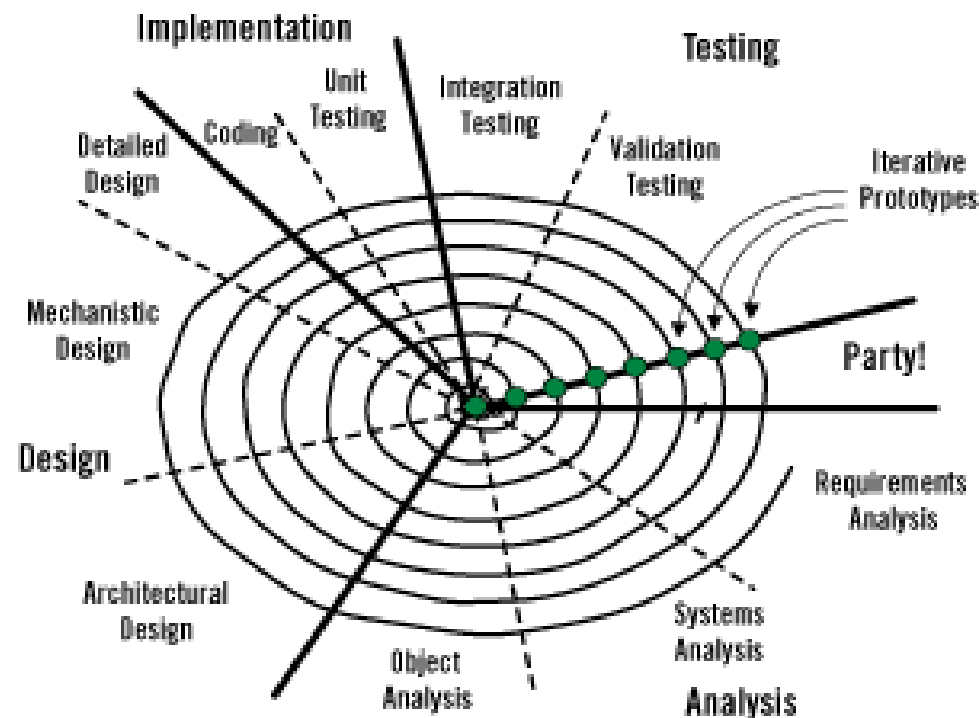 Implementation
Testing
Unit
Testing
Integration
Testing
Coding
Detailed
Design
Validation
Testing
Iterative
Prototypes
Mechanistic
Design
Party!
Design
Requirements
Analysis
Architectural
Design
Systems
Analysis
Object
Analysis
Analysis